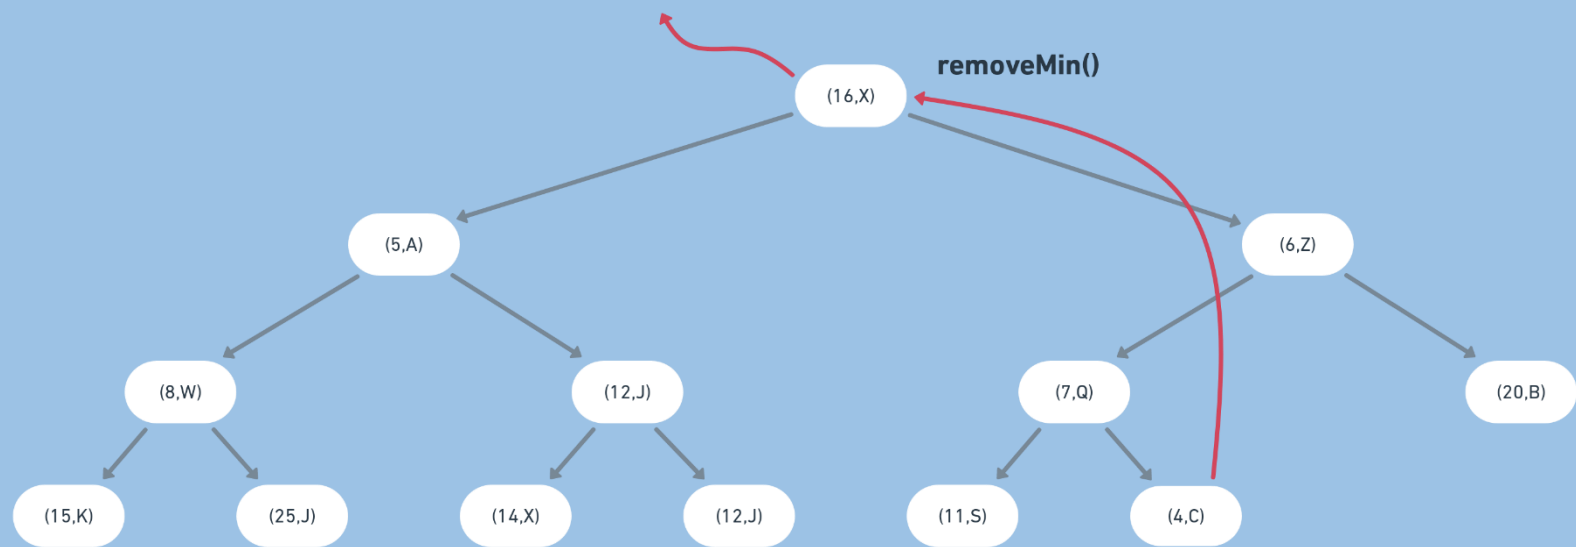 removeMin()
(16,X)
(5,A)
(6,Z)
(8,W)
(12,J)
(7,Q)
(20,B)
(15,K)
(25,J)
(14,X)
(12,J)
(11,S)
(4,C)